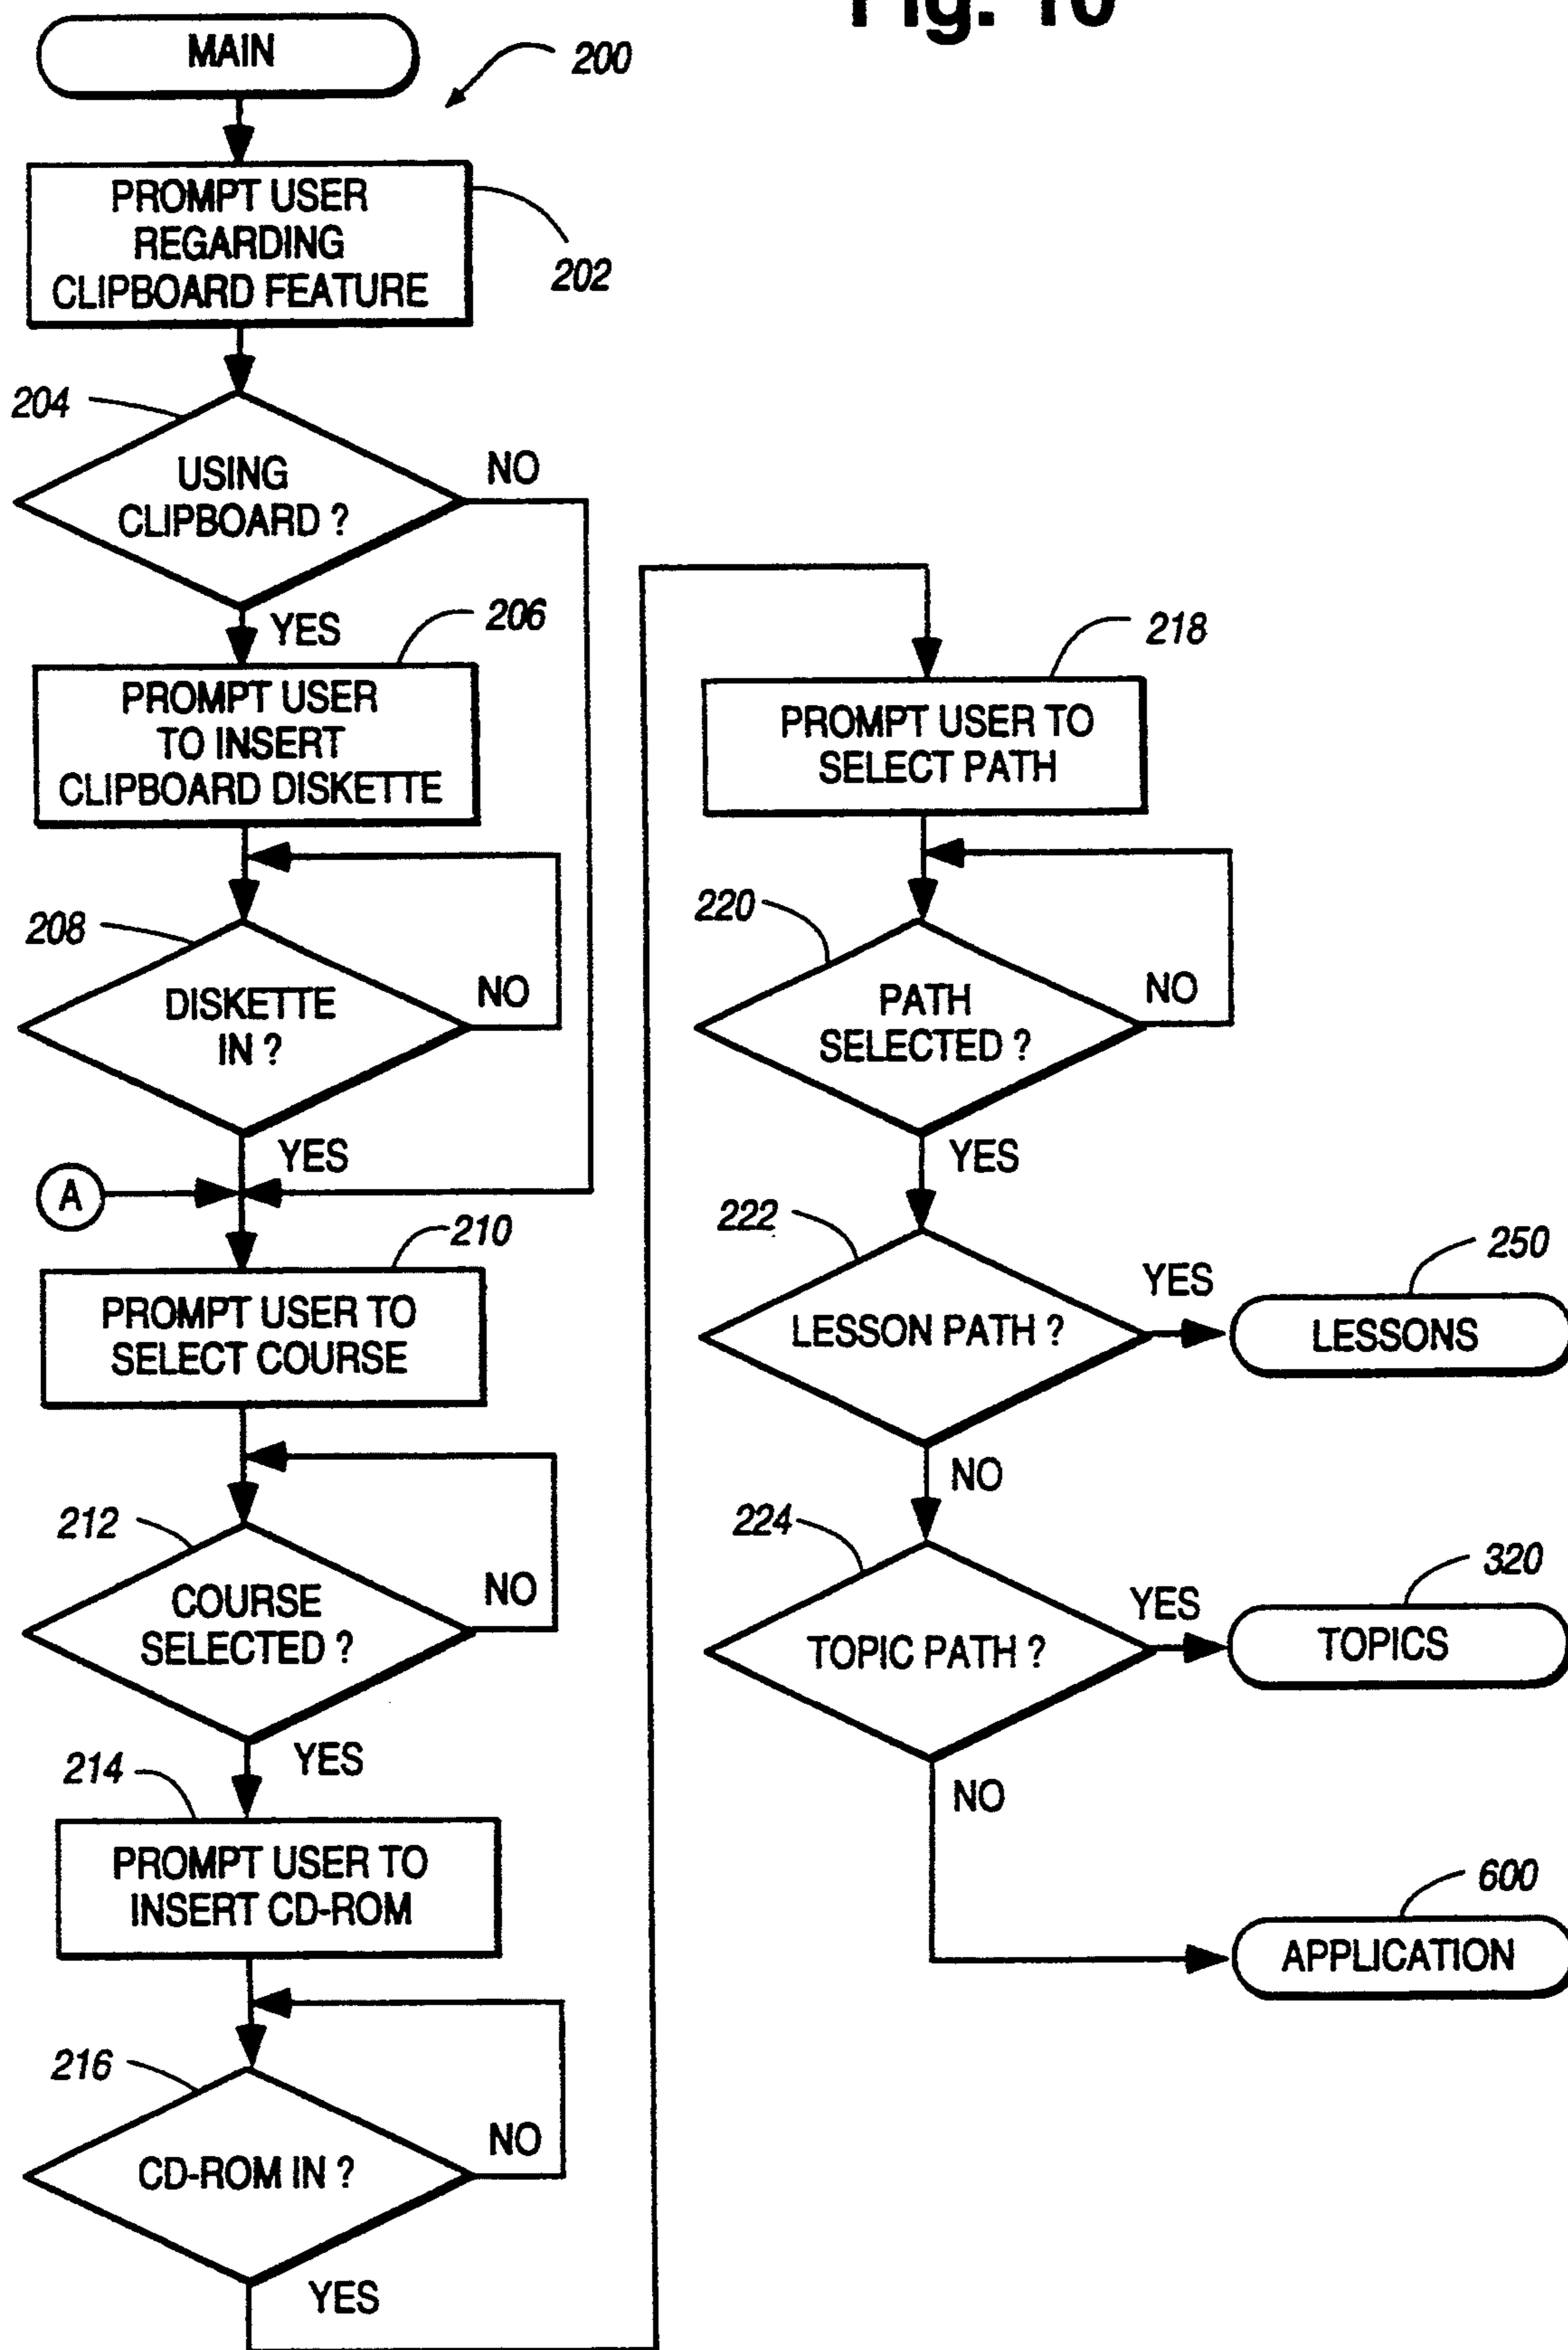 Fig. 10
MAIN
200
PROMPT USER
REGARDING
CLIPBOARD FEATURE
202
204
USING
CLIPBOARD ?
NO
YES
206
PROMPT USER
TO INSERT
CLIPBOARD DISKETTE
208
DISKETTE
IN ?
NO
YES
A
210
PROMPT USER TO
SELECT COURSE
212
COURSE
SELECTED ?
NO
YES
214
PROMPT USER TO
INSERT CD-ROM
216
CD-ROM IN ?
NO
YES
218
PROMPT USER TO
SELECT PATH
220
PATH
SELECTED ?
NO
YES
222
LESSON PATH ?
YES
250
LESSONS
NO
224
TOPIC PATH ?
YES
320
TOPICS
NO
600
APPLICATION